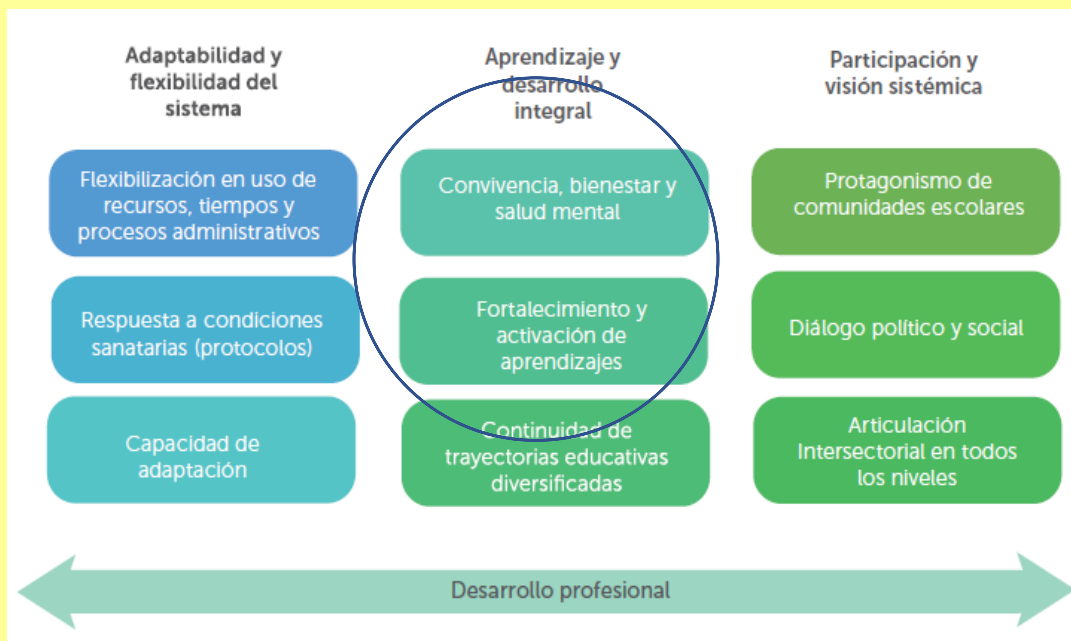 Adaptabilidad y
flexibilidad del
sistema
Flexibilización en uso de
recursos, tiempos y
procesos administrativos
Respuesta a condiciones
sanatarias (protocolos)
Capacidad de
adaptación
Aprendizaje y
desarrollo
integral
Convivencia, bienestar y
salud mental
Fortalecimiento y
activación de
aprendizajes
Continuidad de
trayectorias educativas
diversificadas
Participación y
visión sistémica
Protagonismo de
comunidades escolares
Diálogo político y social
Articulación
Intersectorial en todos
los niveles
Desarrollo profesional